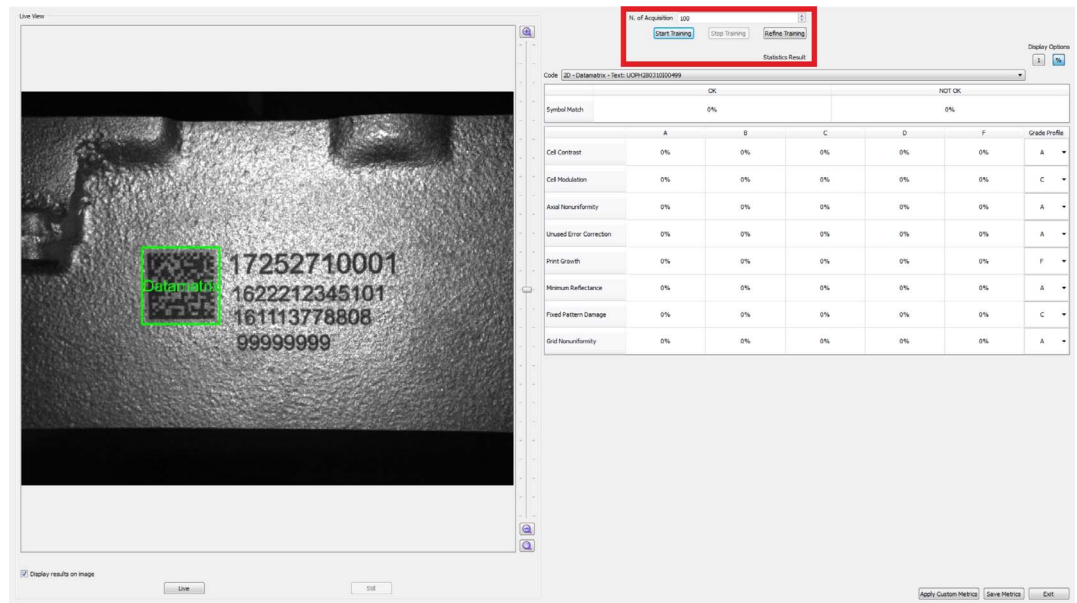 Live View
N. of Acquisition 100
Start Training Stop Training Refine Training
Statistics Result
Display Options
1 %
Code 2D - Datamatrix - Text: UOPH2B0310I00499
OK NOT OK
Symbol Match 0% 0%
A B C D F Grade Profile
Cell Contrast 0% 0% 0% 0% 0% A
Cell Modulation 0% 0% 0% 0% 0% C
Axial Nonuniformity 0% 0% 0% 0% 0% A
Unused Error Correction 0% 0% 0% 0% 0% A
Print Growth 0% 0% 0% 0% 0% F
Minimum Reflectance 0% 0% 0% 0% 0% A
Fixed Pattern Damage 0% 0% 0% 0% 0% C
Grid Nonuniformity 0% 0% 0% 0% 0% A
Datamatrix
17252710001
1622212345101
161113778808
99999999
Display results on image
Live Still
Apply Custom Metrics Save Metrics Exit